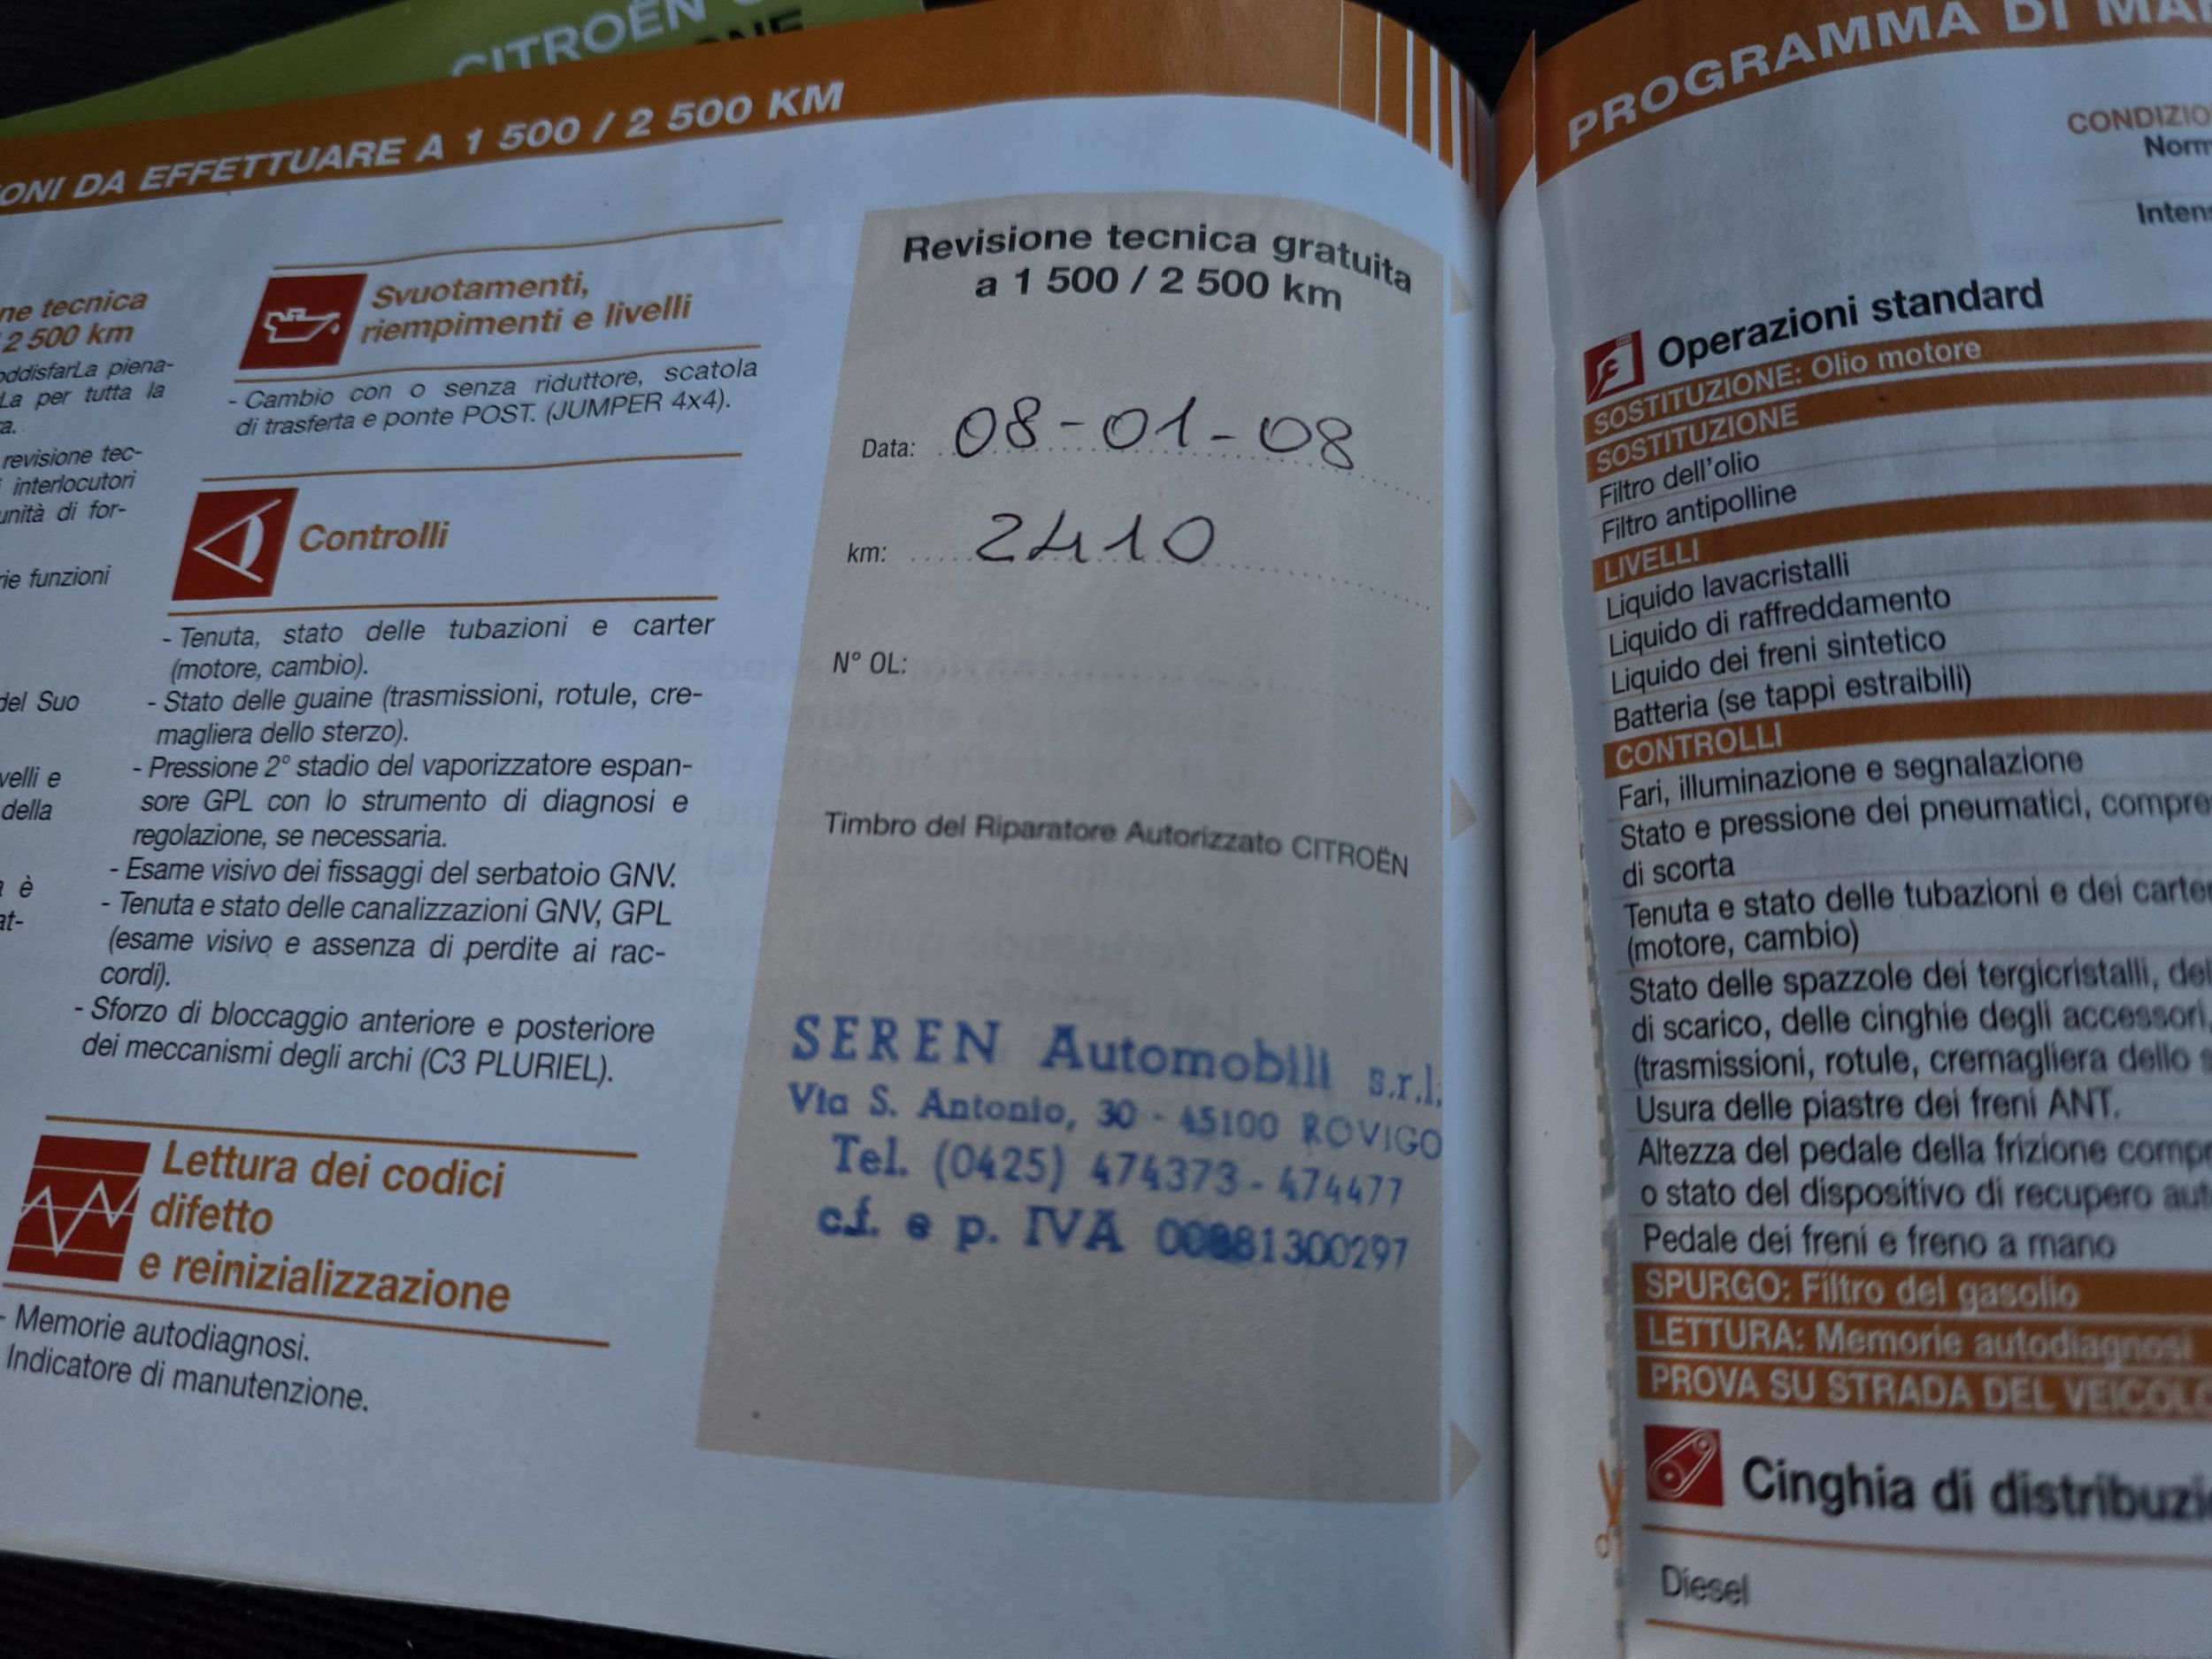 CITROËN
ONI DA EFFETTUARE A 1 500 / 2 500 KM
ne tecnica
2 500 km
oddisfarLa piena-
La per tutta la
a.
revisione tec-
interlocutori
unità di for-
rie funzioni
del Suo
velli e
della
è
at-
Svuotamenti,
riempimenti e livelli
- Cambio con o senza riduttore, scatola
di trasferta e ponte POST. (JUMPER 4x4).
Controlli
- Tenuta, stato delle tubazioni e carter
(motore, cambio).
- Stato delle guaine (trasmissioni, rotule, cre-
magliera dello sterzo).
- Pressione 2° stadio del vaporizzatore espan-
sore GPL con lo strumento di diagnosi e
regolazione, se necessaria.
- Esame visivo dei fissaggi del serbatoio GNV.
- Tenuta e stato delle canalizzazioni GNV, GPL
(esame visivo e assenza di perdite ai rac-
cordi).
- Sforzo di bloccaggio anteriore e posteriore
dei meccanismi degli archi (C3 PLURIEL).
Lettura dei codici
difetto
e reinizializzazione
- Memorie autodiagnosi.
Indicatore di manutenzione.
Revisione tecnica gratuita
a 1 500 / 2 500 km
Data: 08-01-08
km: 2410
N° OL:
Timbro del Riparatore Autorizzato CITROËN
SEREN Automobili s.r.l.
Via S. Antonio, 30 - 45100 ROVIGO
Tel. (0425) 474373 - 474477
c.f. e p. IVA 00881300297
PROGRAMMA DI MA
CONDIZIO
Norm
Intens
Operazioni standard
SOSTITUZIONE: Olio motore
SOSTITUZIONE
Filtro dell'olio
Filtro antipolline
LIVELLI
Liquido lavacristalli
Liquido di raffreddamento
Liquido dei freni sintetico
Batteria (se tappi estraibili)
CONTROLLI
Fari, illuminazione e segnalazione
Stato e pressione dei pneumatici, compre
di scorta
Tenuta e stato delle tubazioni e dei carter
(motore, cambio)
Stato delle spazzole dei tergicristalli, del
di scarico, delle cinghie degli accessori,
(trasmissioni, rotule, cremagliera dello s
Usura delle piastre dei freni ANT.
Altezza del pedale della frizione compr
o stato del dispositivo di recupero aut
Pedale dei freni e freno a mano
SPURGO: Filtro del gasolio
LETTURA: Memorie autodiagnosi
PROVA SU STRADA DEL VEICOLO
Cinghia di distribuzi
Diesel